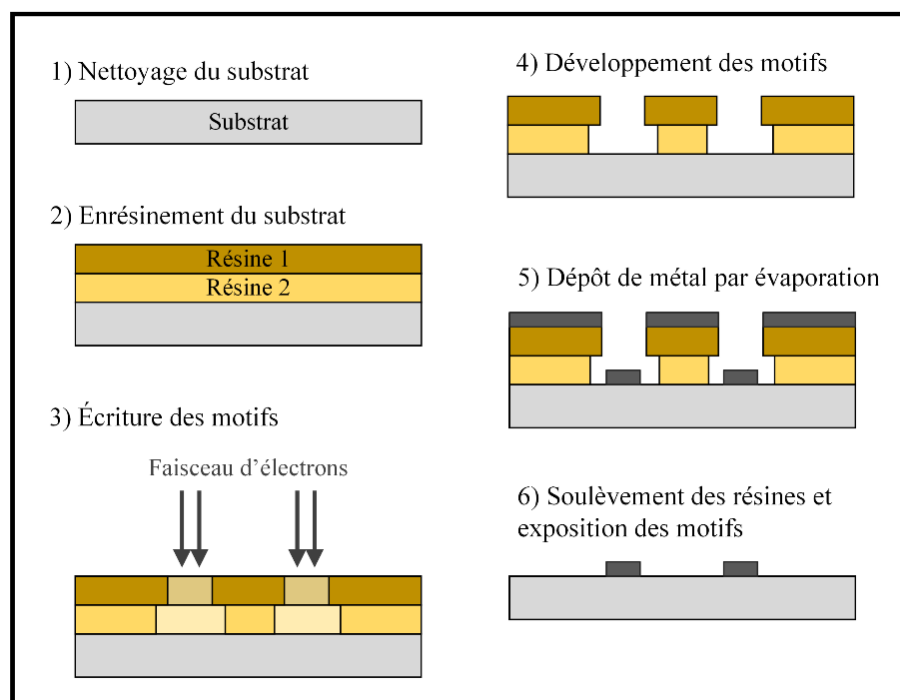 1) Nettoyage du substrat
Substrat
2) Enrésinement du substrat
Résine 1
Résine 2
3) Écriture des motifs
Faisceau d’électrons
4) Développement des motifs
5) Dépôt de métal par évaporation
6) Soulèvement des résines et
exposition des motifs